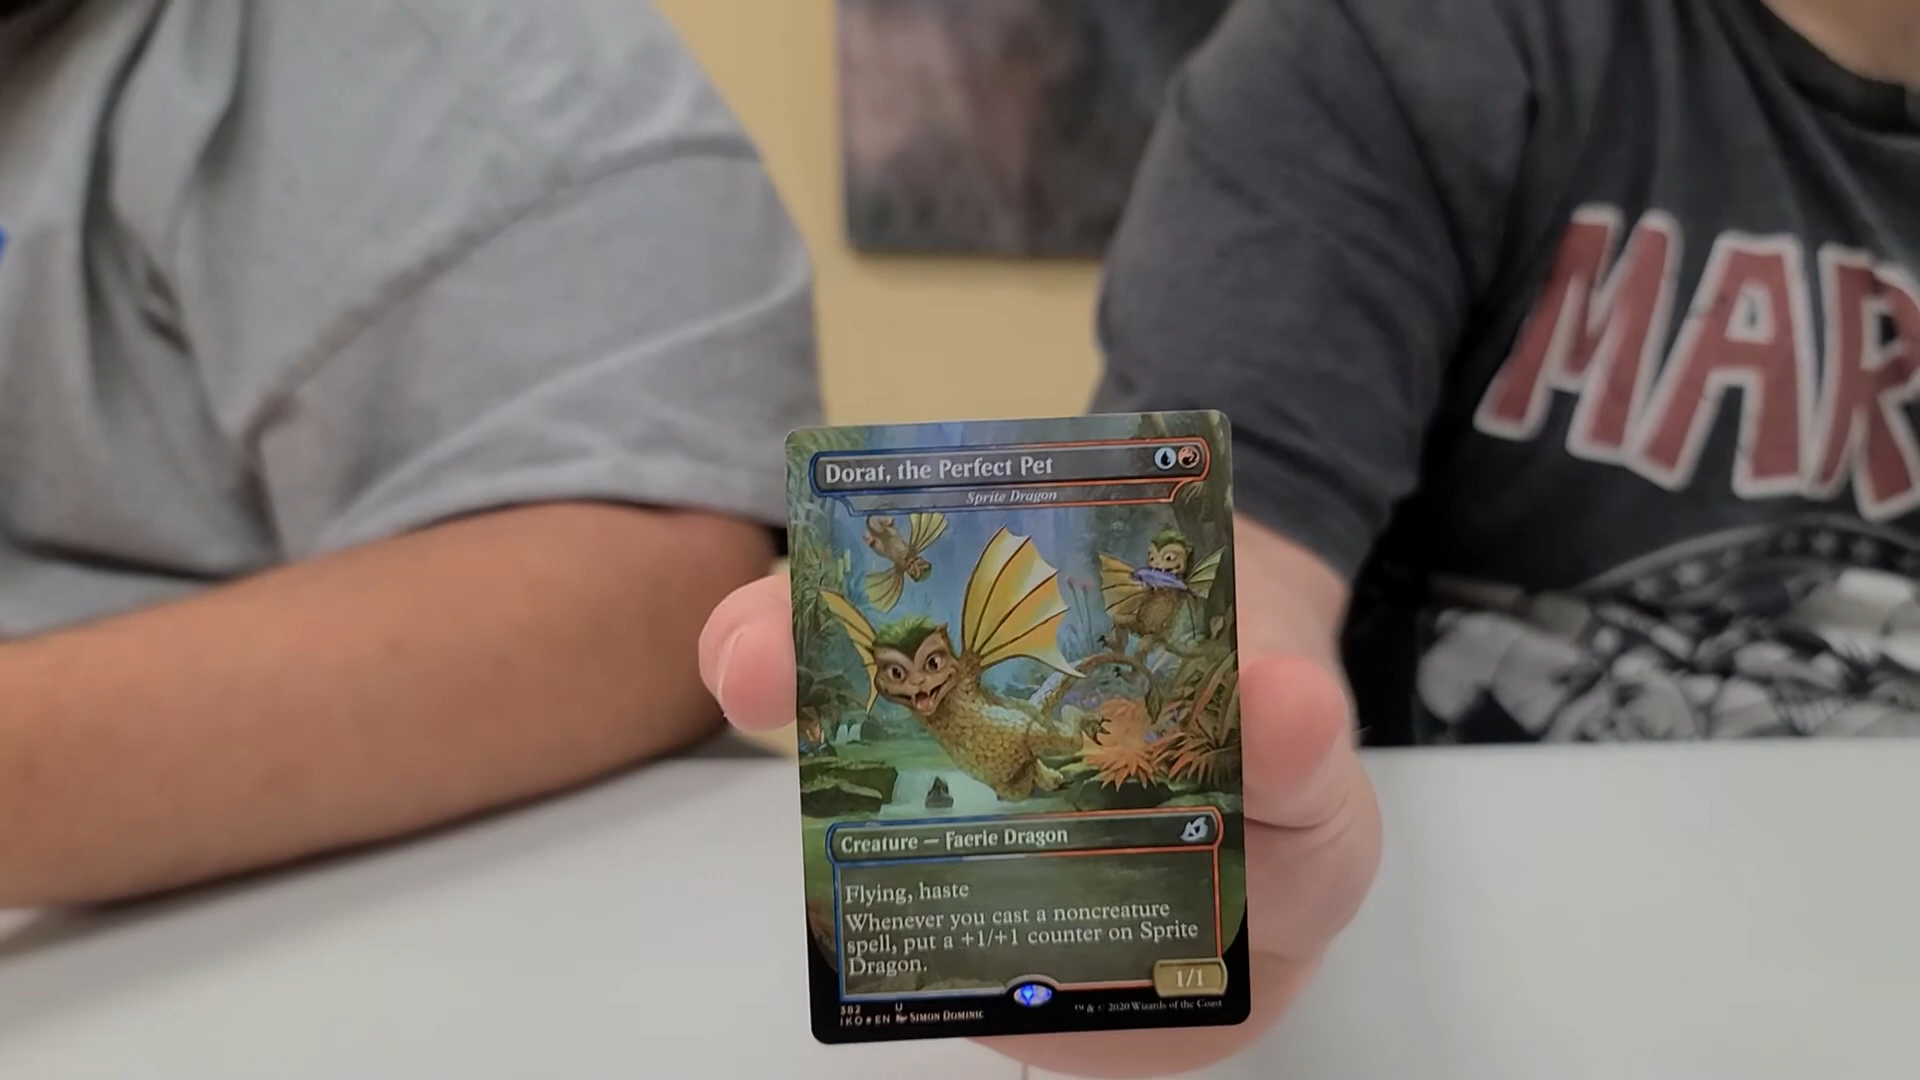 MAR
Dorat, the Perfect Pet
Sprite Dragon
Creature — Faerie Dragon
Flying, haste
Whenever you cast a noncreature
spell, put a +1/+1 counter on Sprite
Dragon.
1/1
382 U
IKO★EN SIMON DOMINIC
™ & © 2020 Wizards of the Coast